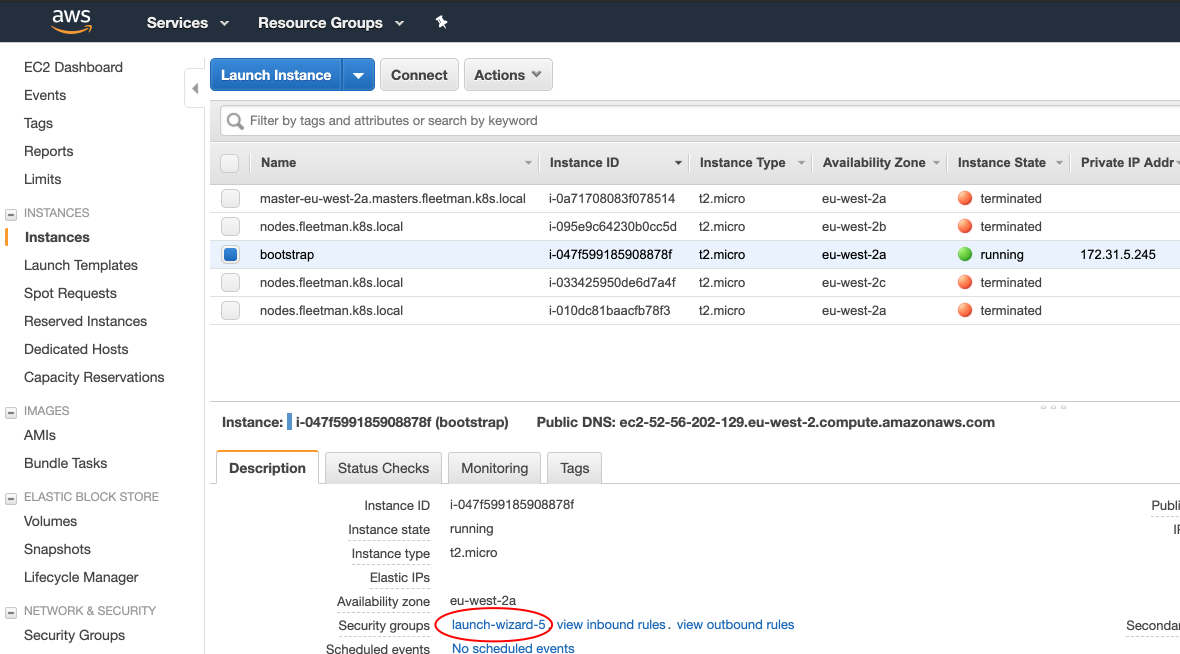 aws Services Resource Groups
EC2 Dashboard
Events
Tags
Reports
Limits
INSTANCES
Instances
Launch Templates
Spot Requests
Reserved Instances
Dedicated Hosts
Capacity Reservations
IMAGES
AMIs
Bundle Tasks
ELASTIC BLOCK STORE
Volumes
Snapshots
Lifecycle Manager
NETWORK & SECURITY
Security Groups
Launch Instance Connect Actions
Filter by tags and attributes or search by keyword
Name Instance ID Instance Type Availability Zone Instance State Private IP Addr
master-eu-west-2a.masters.fleetman.k8s.local i-0a71708083f078514 t2.micro eu-west-2a terminated
nodes.fleetman.k8s.local i-095e9c64230b0cc5d t2.micro eu-west-2b terminated
bootstrap i-047f599185908878f t2.micro eu-west-2a running 172.31.5.245
nodes.fleetman.k8s.local i-033425950de6d7a4f t2.micro eu-west-2c terminated
nodes.fleetman.k8s.local i-010dc81baacfb78f3 t2.micro eu-west-2a terminated
Instance: i-047f599185908878f (bootstrap) Public DNS: ec2-52-56-202-129.eu-west-2.compute.amazonaws.com
Description Status Checks Monitoring Tags
Instance ID i-047f599185908878f Publi
Instance state running IP
Instance type t2.micro
Elastic IPs
Availability zone eu-west-2a
Security groups launch-wizard-5. view inbound rules. view outbound rules Secondar
Scheduled events No scheduled events